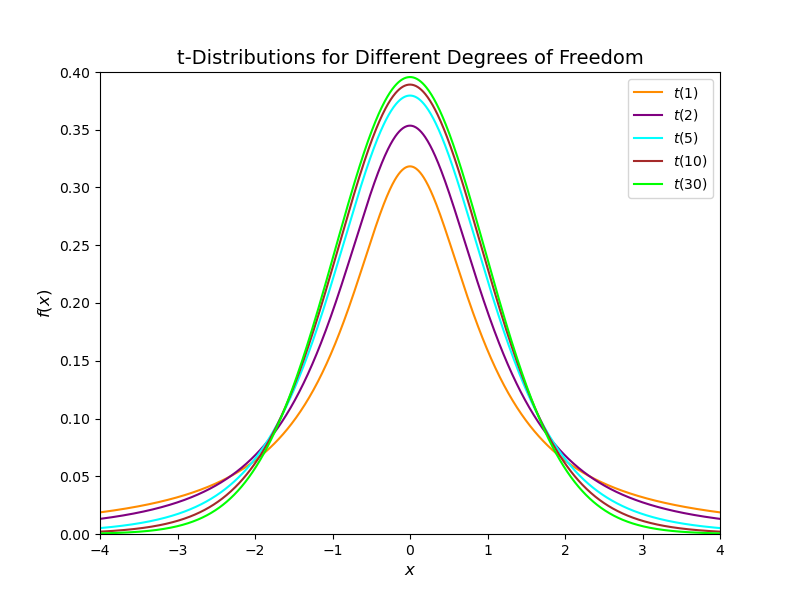 t-Distributions for Different Degrees of Freedom
0.40
0.35
0.30
0.25
0.20
0.15
0.10
0.05
0.00
f(x)
t(1)
t(2)
t(5)
t(10)
t(30)
−4 −3 −2 −1 0 1 2 3 4
x